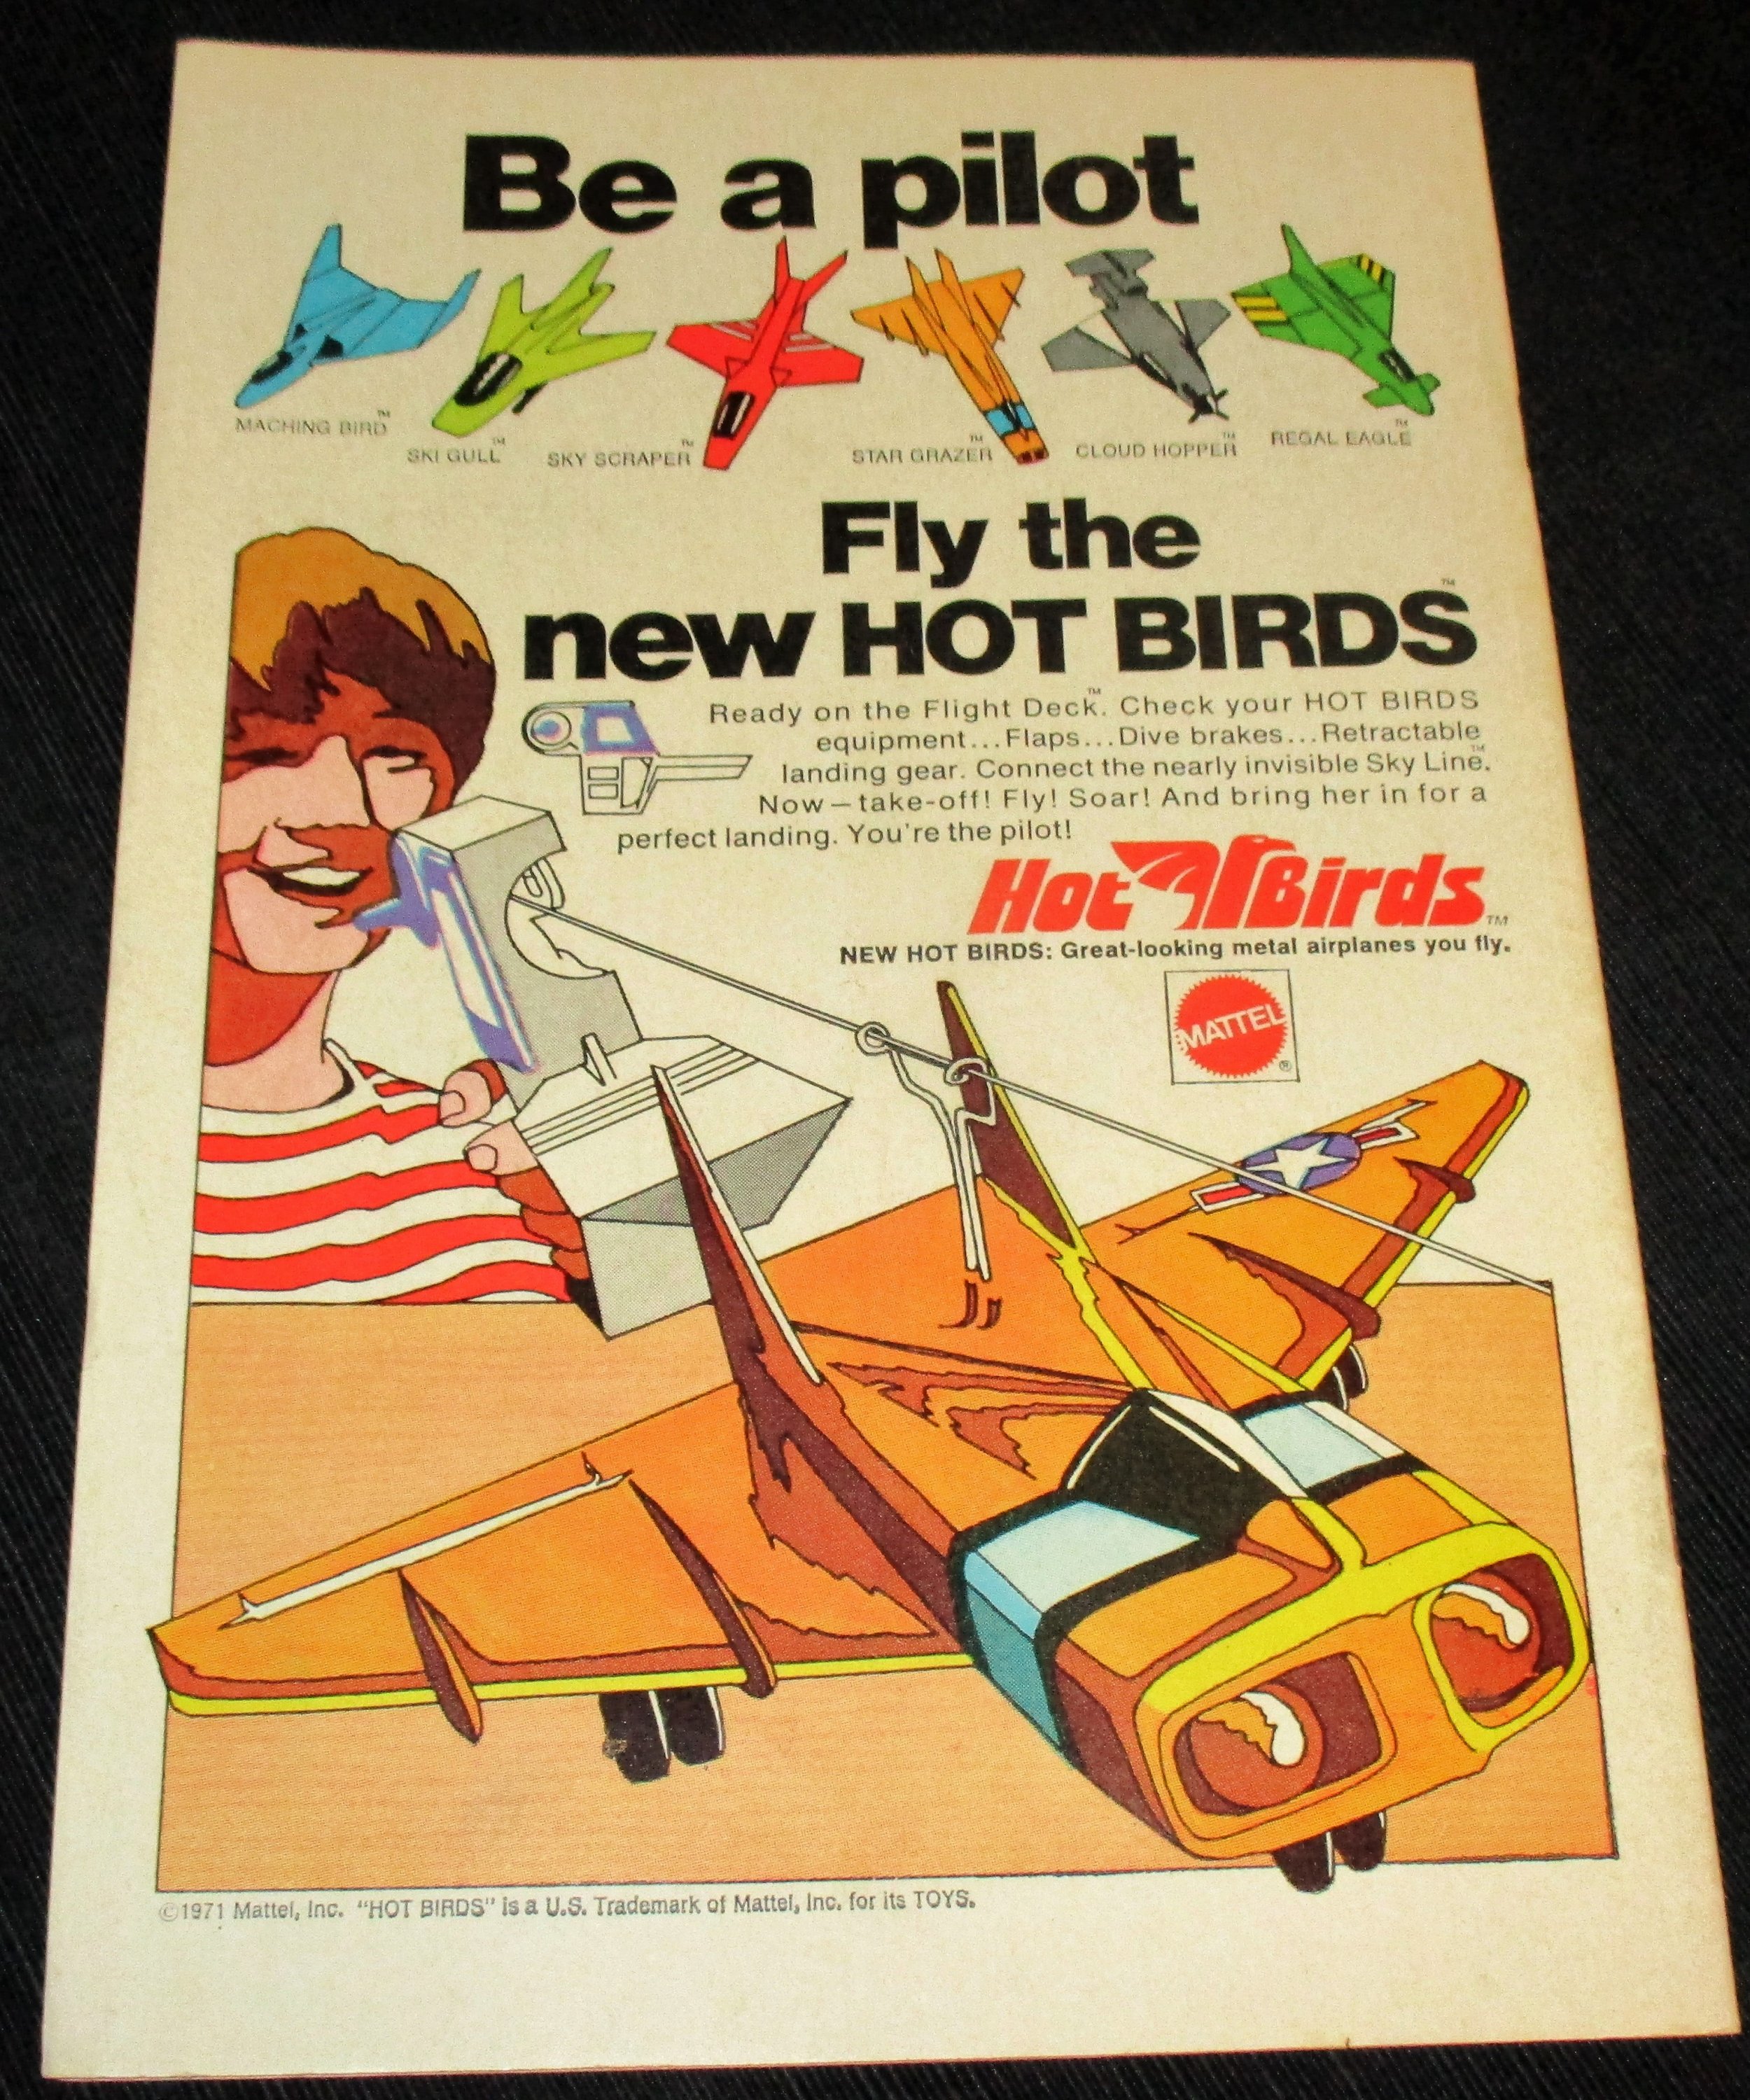 Be a pilot
MACHING BIRD™
SKI GULL™
SKY SCRAPER™
STAR GRAZER™
CLOUD HOPPER™
REGAL EAGLE™
Fly the
new HOT BIRDS™
Ready on the Flight Deck™. Check your HOT BIRDS
equipment...Flaps...Dive brakes...Retractable
landing gear. Connect the nearly invisible Sky Line™.
Now—take-off! Fly! Soar! And bring her in for a
perfect landing. You're the pilot!
Hot Birds™
NEW HOT BIRDS: Great-looking metal airplanes you fly.
MATTEL®
©1971 Mattel, Inc. "HOT BIRDS" is a U.S. Trademark of Mattel, Inc. for its TOYS.